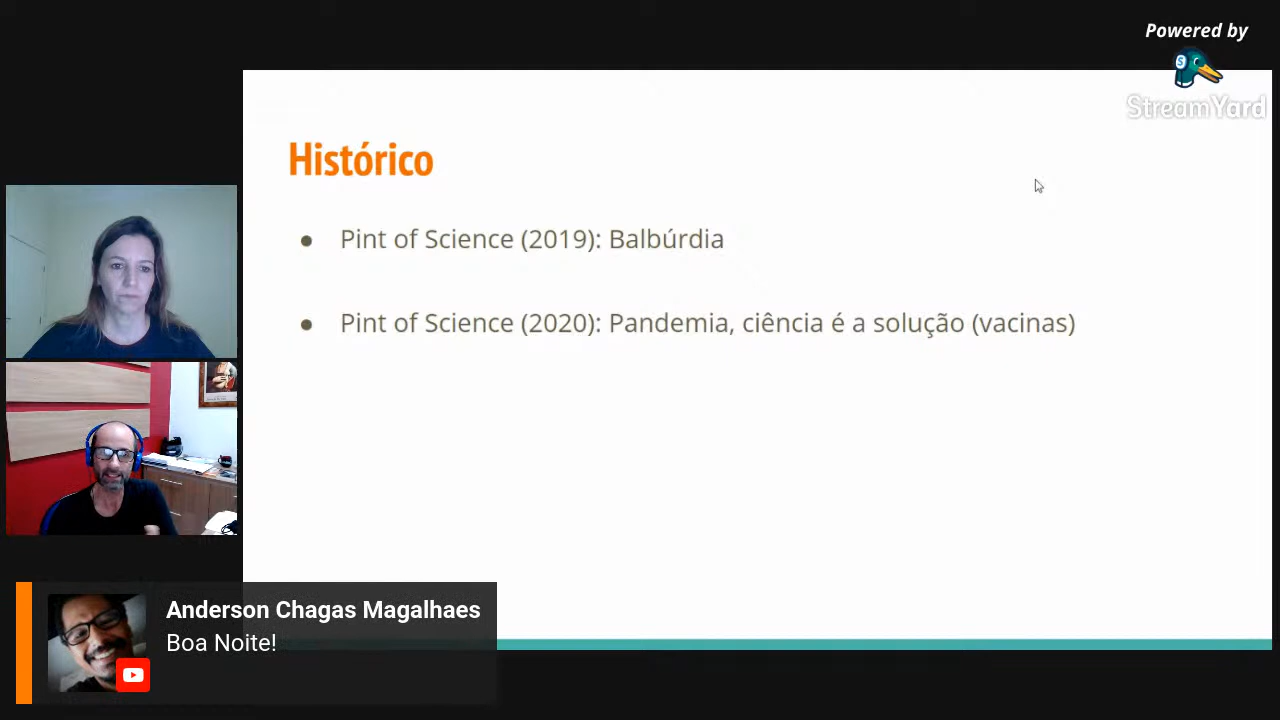 Powered by
StreamYard
Histórico
Pint of Science (2019): Balbúrdia
Pint of Science (2020): Pandemia, ciência é a solução (vacinas)
Anderson Chagas Magalhaes
Boa Noite!